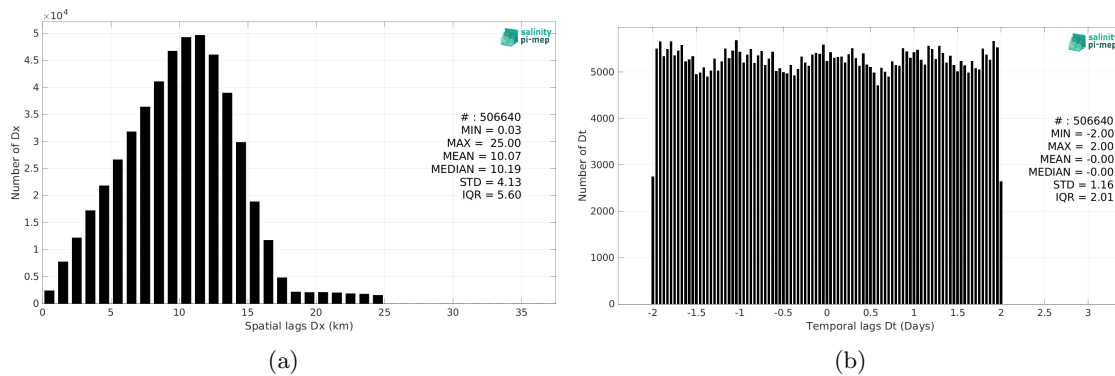 ×10⁴
5
4.5
4
3.5
3
2.5
2
1.5
1
0.5
0
Number of Dx
salinity
pi-mep
# : 506640
MIN = 0.03
MAX = 25.00
MEAN = 10.07
MEDIAN = 10.19
STD = 4.13
IQR = 5.60
0 5 10 15 20 25 30 35
Spatial lags Dx (km)
(a)
5000
4000
3000
2000
1000
0
Number of Dt
salinity
pi-mep
# : 506640
MIN = -2.00
MAX = 2.00
MEAN = -0.00
MEDIAN = -0.00
STD = 1.16
IQR = 2.01
-2 -1.5 -1 -0.5 0 0.5 1 1.5 2 2.5 3
Temporal lags Dt (Days)
(b)